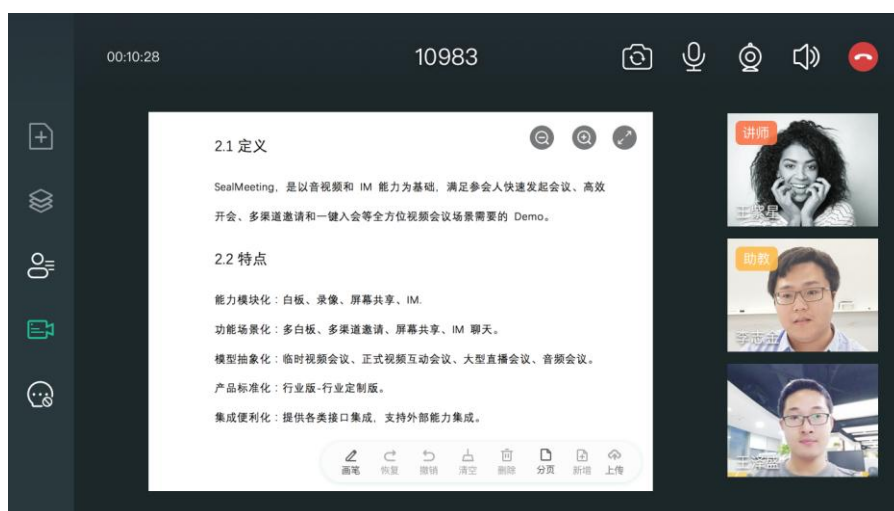 00:10:28
10983
2.1 定义
SealMeeting，是以音视频和 IM 能力为基础，满足参会人快速发起会议、高效
开会、多渠道邀请和一键入会等全方位视频会议场景需要的 Demo。
2.2 特点
能力模块化：白板、录像、屏幕共享、IM.
功能场景化：多白板、多渠道邀请、屏幕共享、IM 聊天。
模型抽象化：临时视频会议、正式视频互动会议、大型直播会议、音频会议。
产品标准化：行业版-行业定制版。
集成便利化：提供各类接口集成，支持外部能力集成。
画笔 恢复 撤销 清空 删除 分页 新增 上传
讲师
王紫星
助教
李志金
王泽盛